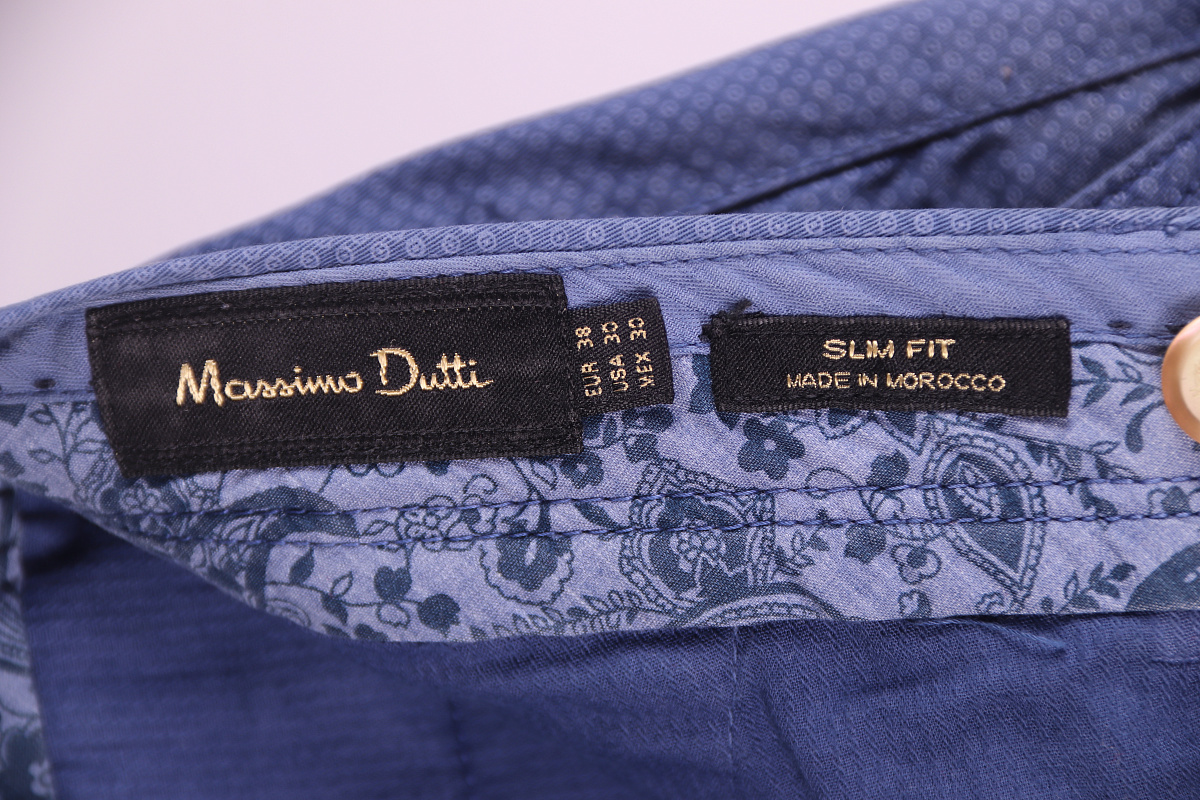 Massimo Dutti
EUR 38
USA 30
MEX 30
SLIM FIT
MADE IN MOROCCO